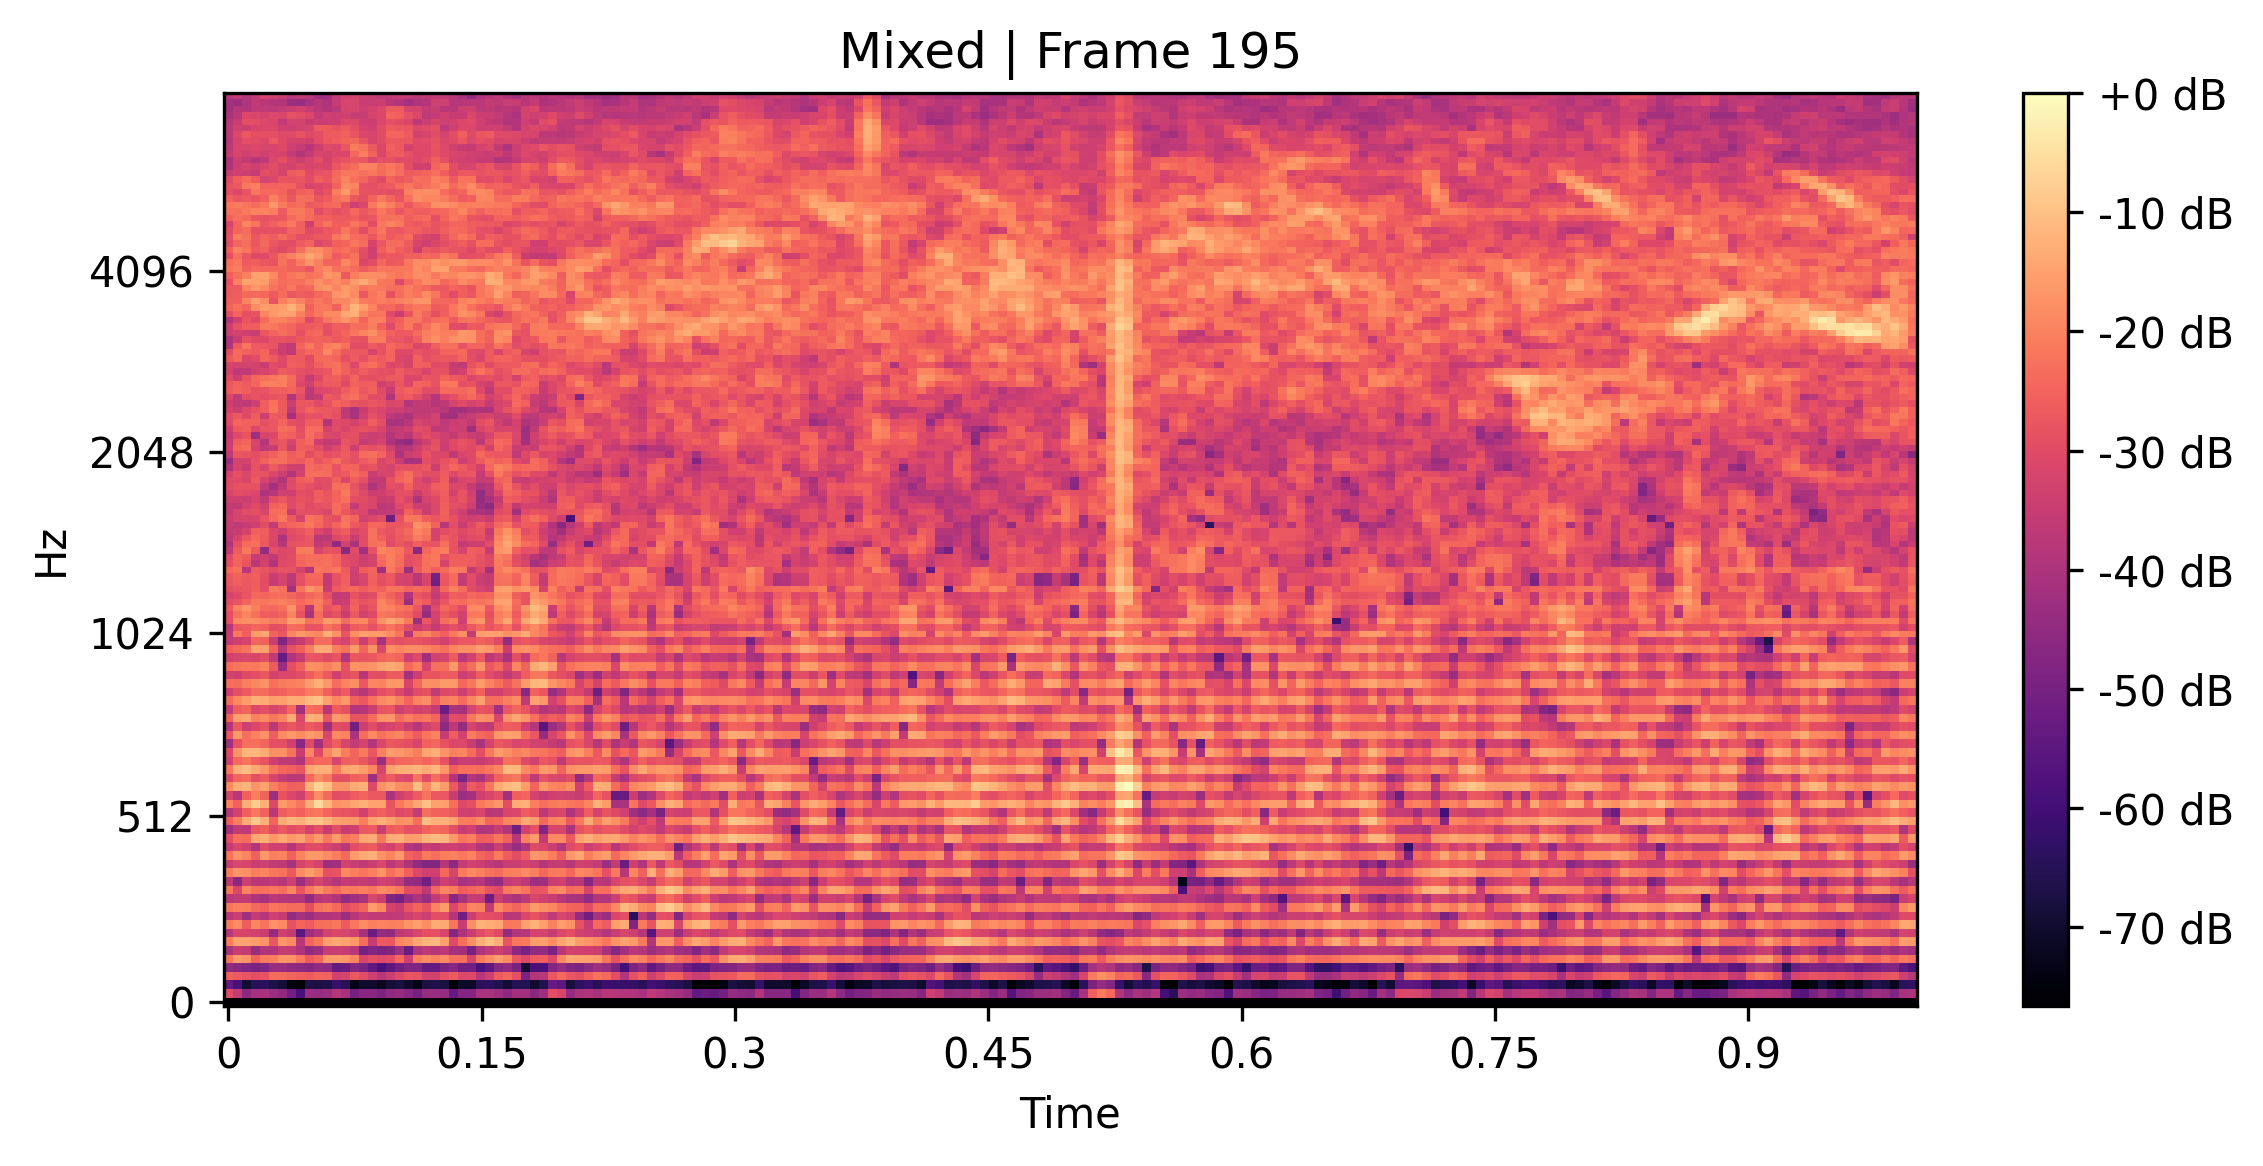 Mixed | Frame 195
+0 dB
-10 dB
-20 dB
-30 dB
-40 dB
-50 dB
-60 dB
-70 dB
Hz
4096
2048
1024
512
0
0 0.15 0.3 0.45 0.6 0.75 0.9
Time